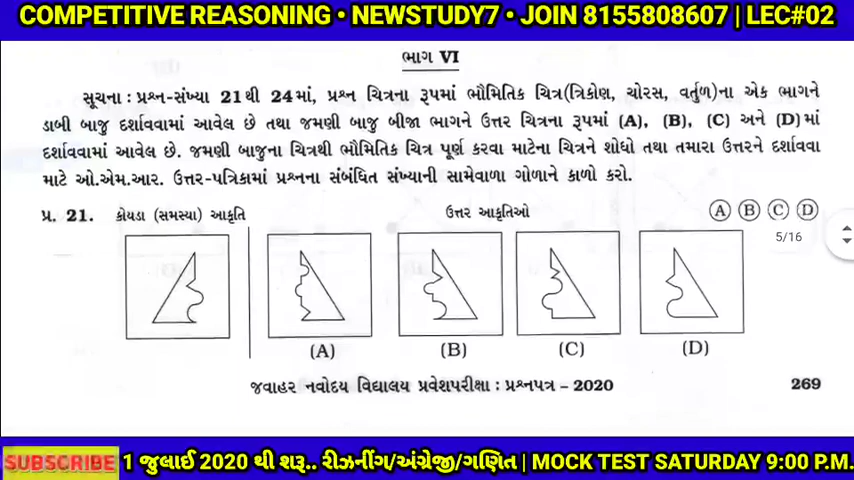 COMPETITIVE REASONING • NEWSTUDY7 • JOIN 8155808607 | LEC#02
ભાગ VI
સૂચના : પ્રશ્ન-સંખ્યા 21થી 24માં, પ્રશ્ન ચિત્રના રૂપમાં ભૌમિતિક ચિત્ર(ત્રિકોણ, ચોરસ, વર્તુળ)ના એક ભાગને
ડાબી બાજુ દર્શાવવામાં આવેલ છે તથા જમણી બાજુ બીજા ભાગને ઉત્તર ચિત્રના રૂપમાં (A), (B), (C) અને (D)માં
દર્શાવવામાં આવેલ છે. જમણી બાજુના ચિત્રથી ભૌમિતિક ચિત્ર પૂર્ણ કરવા માટેના ચિત્રને શોધો તથા તમારા ઉત્તરને દર્શાવવા
માટે ઓ.એમ.આર. ઉત્તર-પત્રિકામાં પ્રશ્નના સંબંધિત સંખ્યાની સામેવાળા ગોળાને કાળો કરો.
પ્ર. 21. કોયડા (સમસ્યા) આકૃતિ ઉત્તર આકૃતિઓ A B C D
5/16
(A) (B) (C) (D)
જવાહર નવોદય વિદ્યાલય પ્રવેશપરીક્ષા : પ્રશ્નપત્ર – 2020 269
SUBSCRIBE 1 જુલાઈ 2020 થી શરૂ.. રીઝનીંગ/અંગ્રેજી/ગણિત | MOCK TEST SATURDAY 9:00 P.M.